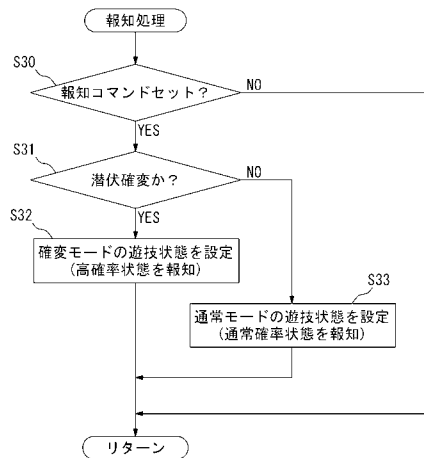 報知処理
S30
報知コマンドセット？
NO
YES
S31
潜伏確変か？
NO
YES
S32
確変モードの遊技状態を設定
(高確率状態を報知)
S33
通常モードの遊技状態を設定
(通常確率状態を報知)
リターン